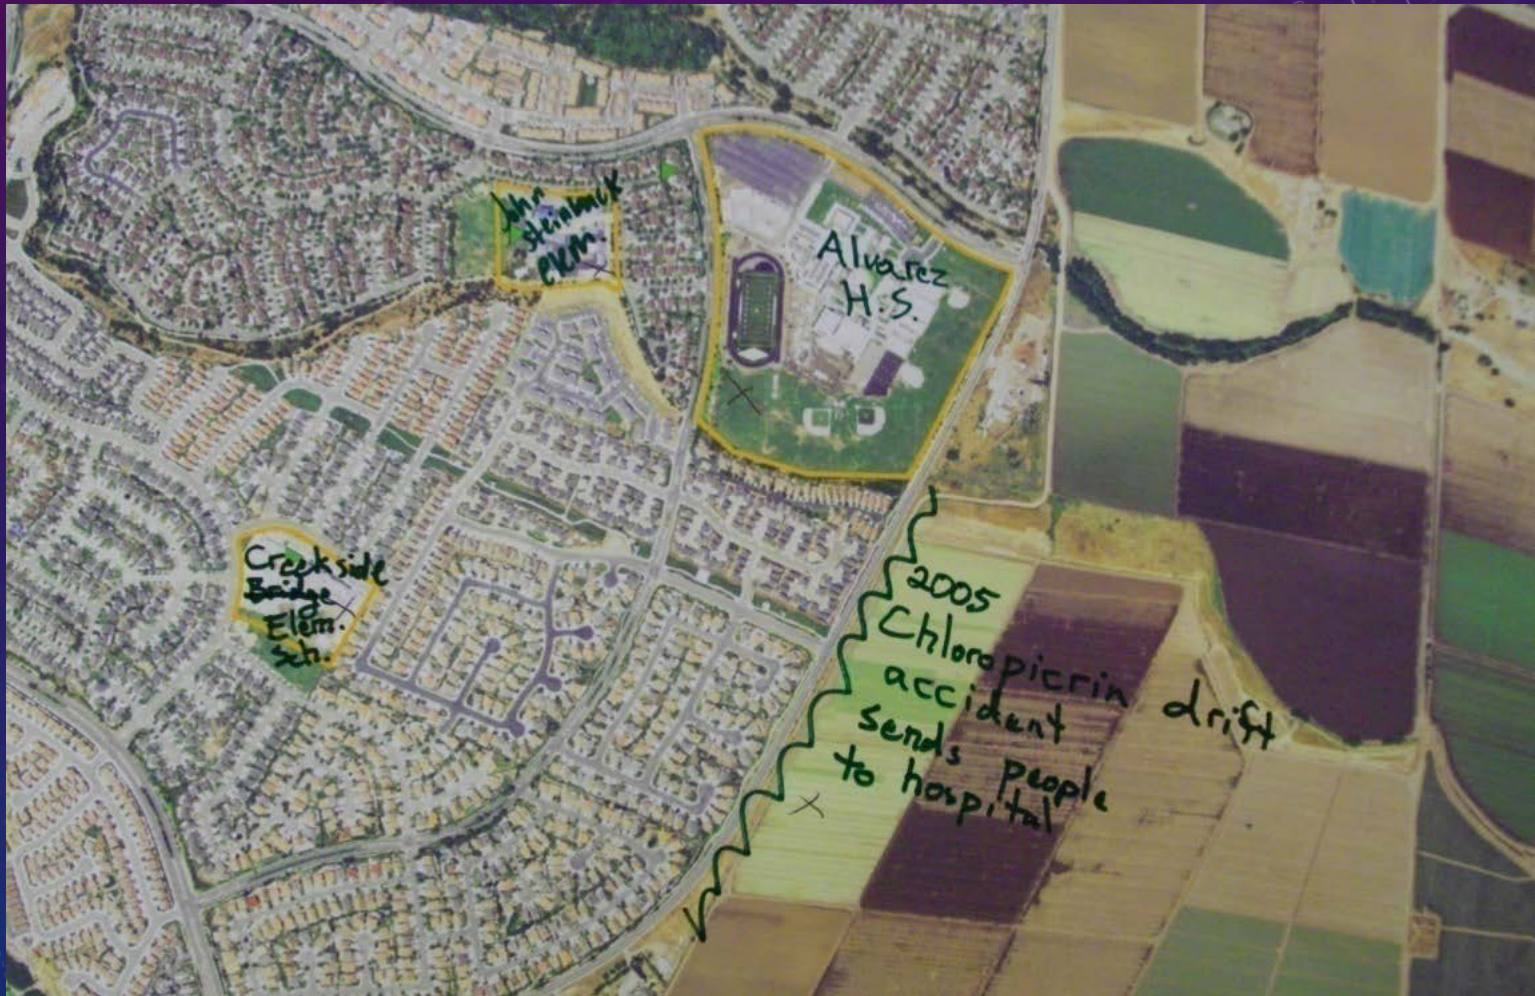 John
steinbeck
elem.
Alvarez
H.S.
Creekside
Bridge
Elem.
Sch.
2005
Chloropicrin drift
accident
sends people
to hospital